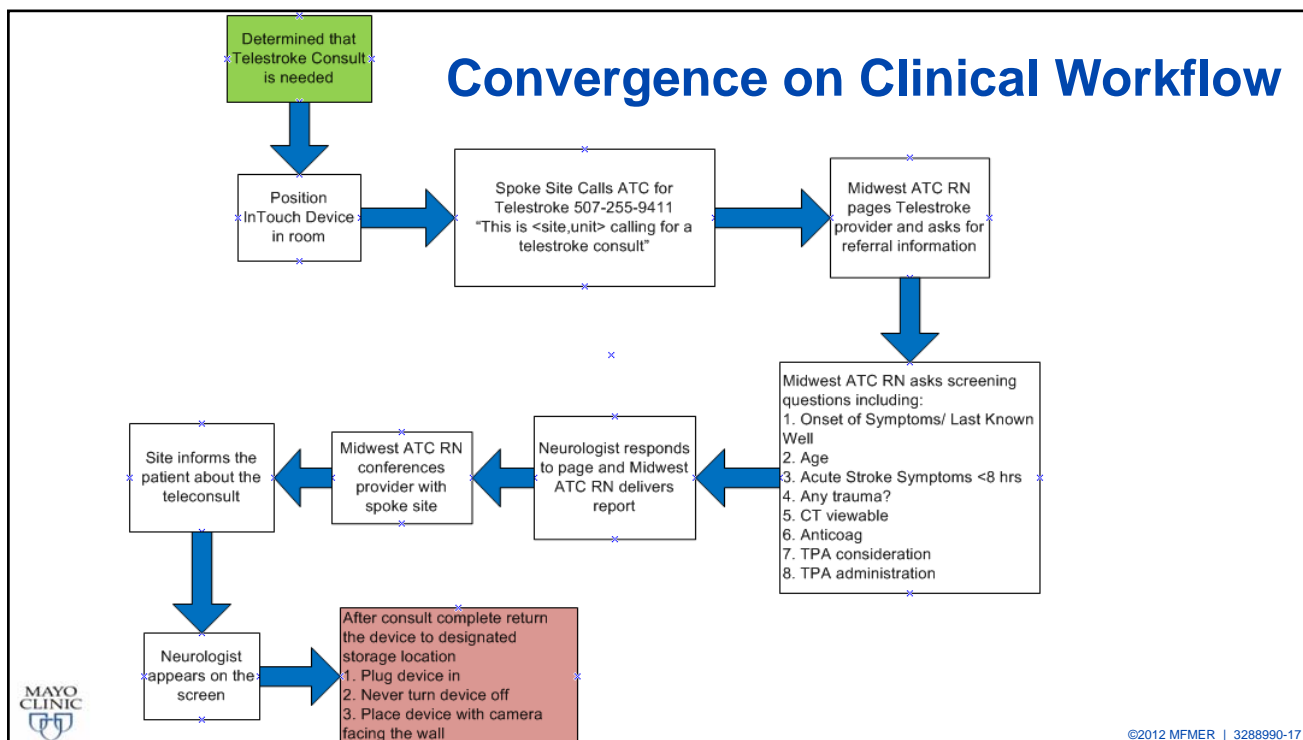 Determined that
Telestroke Consult
is needed
Convergence on Clinical Workflow
Position
InTouch Device
in room
Spoke Site Calls ATC for
Telestroke 507-255-9411
“This is <site,unit> calling for a
telestroke consult”
Midwest ATC RN
pages Telestroke
provider and asks for
referral information
Midwest ATC RN asks screening
questions including:
1. Onset of Symptoms/ Last Known
Well
2. Age
3. Acute Stroke Symptoms <8 hrs
4. Any trauma?
5. CT viewable
6. Anticoag
7. TPA consideration
8. TPA administration
Neurologist responds
to page and Midwest
ATC RN delivers
report
Midwest ATC RN
conferences
provider with
spoke site
Site informs the
patient about the
teleconsult
Neurologist
appears on the
screen
After consult complete return
the device to designated
storage location
1. Plug device in
2. Never turn device off
3. Place device with camera
facing the wall
MAYO
CLINIC
©2012 MFMER | 3288990-17